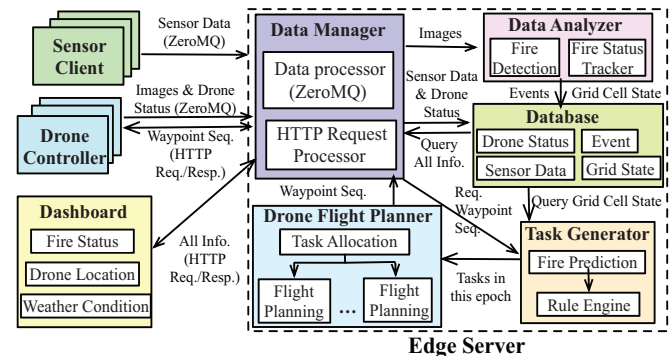 Sensor
Client
Sensor Data
(ZeroMQ)
Images & Drone
Status (ZeroMQ)
Drone
Controller
Waypoint Seq.
(HTTP
Req./Resp.)
Dashboard
Fire Status
Drone Location
Weather Condition
All Info.
(HTTP
Req./Resp.)
Data Manager
Data processor
(ZeroMQ)
HTTP Request
Processor
Images
Sensor Data
& Drone
Status
Query
All Info.
Data Analyzer
Fire
Detection
Fire Status
Tracker
Events
Grid Cell State
Database
Drone Status
Event
Sensor Data
Grid State
Waypoint Seq.
Req.
Waypoint
Seq.
Query Grid Cell State
Drone Flight Planner
Task Allocation
Flight
Planning
...
Flight
Planning
Tasks in
this epoch
Task Generator
Fire Prediction
Rule Engine
Edge Server